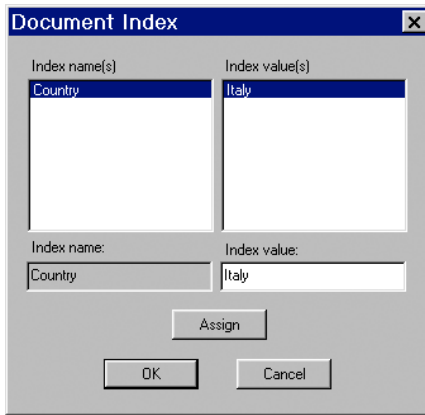 Document Index
Index name(s) Index value(s)
Country Italy
Index name: Index value:
Country Italy
Assign
OK Cancel